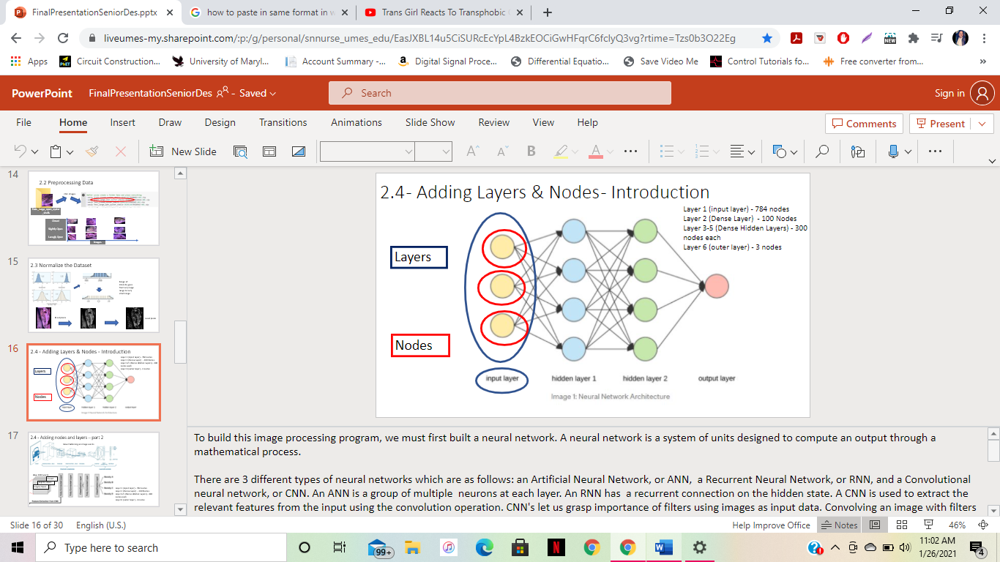 FinalPresentationSeniorDes.pptx
how to paste in same format in w
Trans Girl Reacts To Transphobic
liveumes-my.sharepoint.com/:p:/g/personal/snnurse_umes_edu/EasJXBL14u5CiSURcEcYpL4BzkEOCiGwHFqrC6fclyQ3vg?rtime=Tzs0b3O22Eg
Apps
Circuit Construction...
University of Maryl...
Account Summary -...
Digital Signal Proce...
Differential Equatio...
Save Video Me
Control Tutorials fo...
Free converter from...
PowerPoint
FinalPresentationSeniorDes - Saved
Search
Sign in
File
Home
Insert
Draw
Design
Transitions
Animations
Slide Show
Review
View
Help
Comments
Present
New Slide
14
2.2 Preprocessing Data
15
2.3 Normalize the Dataset
16
2.4 - Adding Layers & Nodes - Introduction
Layers
Nodes
17
2.4 - Adding nodes and layers – part 2
2.4- Adding Layers & Nodes- Introduction
Layer 1 (input layer) - 784 nodes
Layer 2 (Dense Layer)  - 100 Nodes
Layer 3-5 (Dense Hidden Layers) - 300
nodes each
Layer 6 (outer layer) - 3 nodes
Layers
Nodes
input layer
hidden layer 1
hidden layer 2
output layer
Image 1: Neural Network Architecture
To build this image processing program, we must first built a neural network. A neural network is a system of units designed to compute an output through a
mathematical process.
There are 3 different types of neural networks which are as follows: an Artificial Neural Network, or ANN,  a Recurrent Neural Network, or RNN, and a Convolutional
neural network, or CNN. An ANN is a group of multiple  neurons at each layer. An RNN has  a recurrent connection on the hidden state. A CNN is used to extract the
relevant features from the input using the convolution operation. CNN's let us grasp importance of filters using images as input data. Convolving an image with filters
Slide 16 of 30
English (U.S.)
Help Improve Office
Notes
46%
Type here to search
99+
11:02 AM
1/26/2021
4